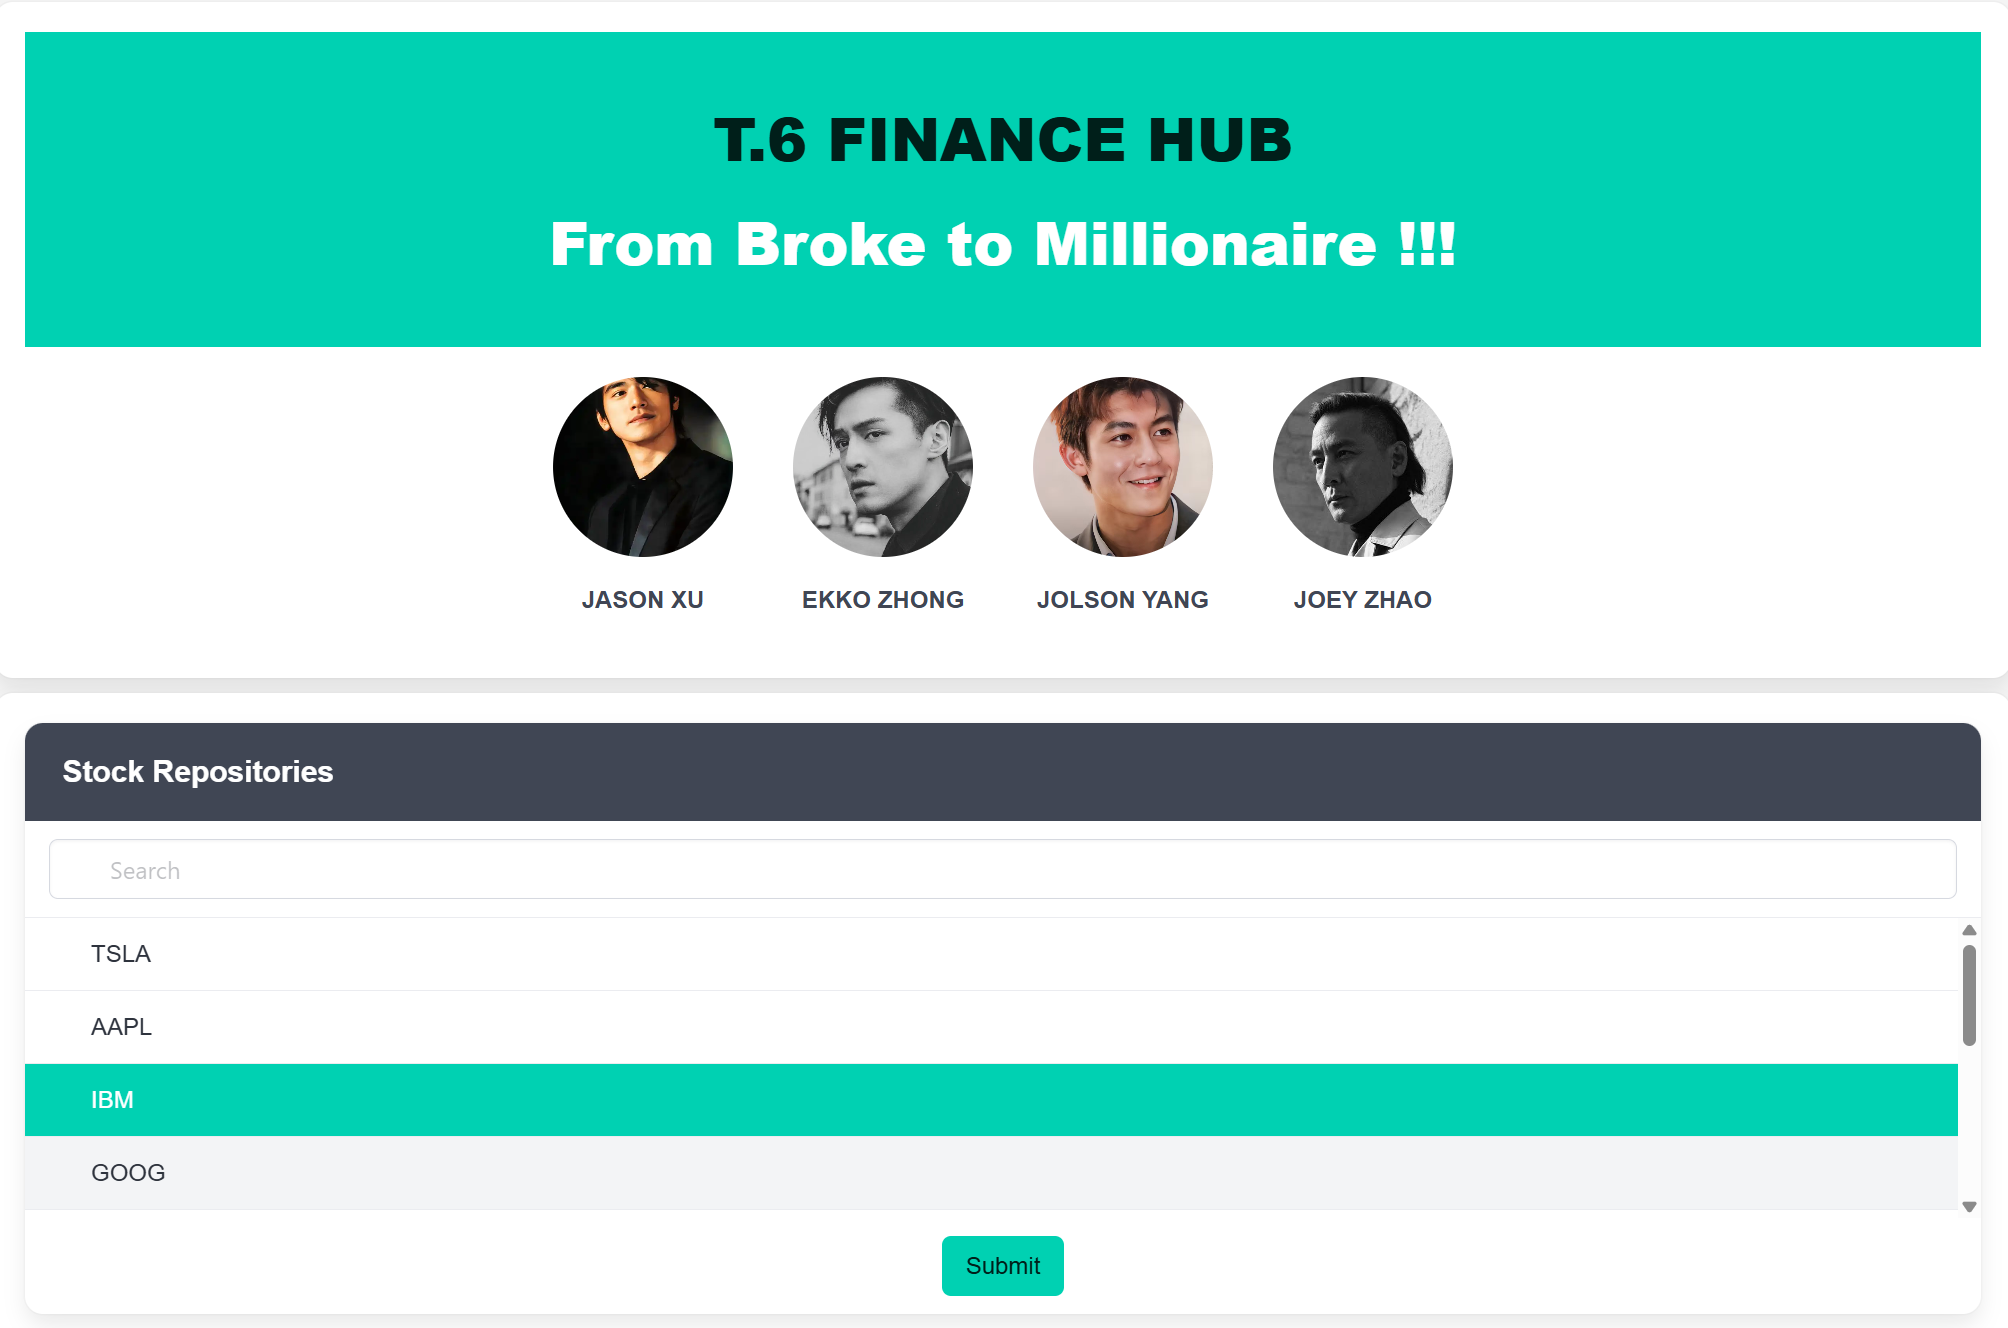 T.6 FINANCE HUB
From Broke to Millionaire !!!
JASON XU
EKKO ZHONG
JOLSON YANG
JOEY ZHAO
Stock Repositories
Search
TSLA
AAPL
IBM
GOOG
Submit